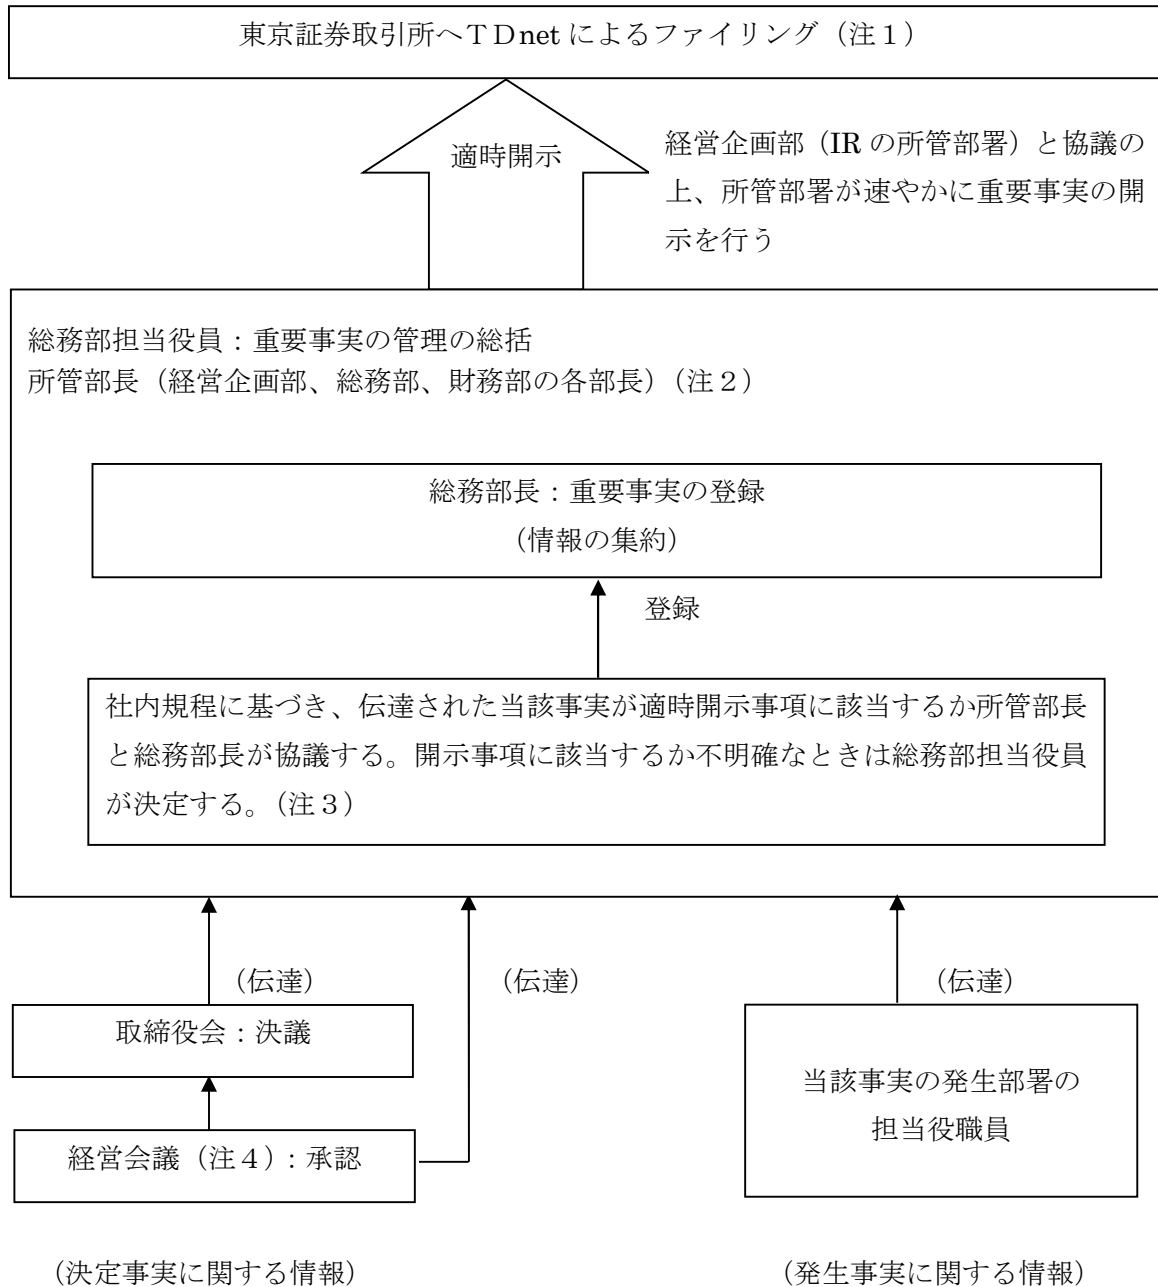 東京証券取引所へTDnetによるファイリング（注１）
適時開示
経営企画部（IRの所管部署）と協議の
上、所管部署が速やかに重要事実の開
示を行う
総務部担当役員：重要事実の管理の総括
所管部長（経営企画部、総務部、財務部の各部長）（注２）
総務部長：重要事実の登録
（情報の集約）
登録
社内規程に基づき、伝達された当該事実が適時開示事項に該当するか所管部長
と総務部長が協議する。開示事項に該当するか不明確なときは総務部担当役員
が決定する。（注３）
（伝達）
（伝達）
（伝達）
取締役会：決議
当該事実の発生部署の
担当役職員
経営会議（注４）：承認
（決定事実に関する情報）
（発生事実に関する情報）